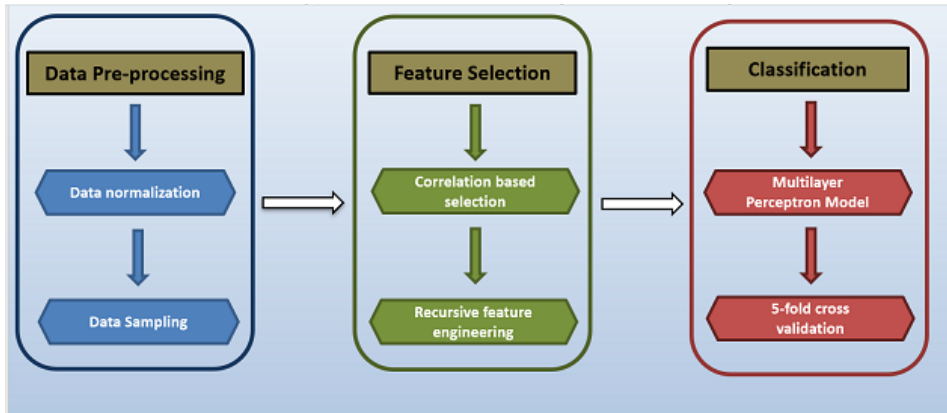 Data Pre-processing
Data normalization
Data Sampling
Feature Selection
Correlation based
selection
Recursive feature
engineering
Classification
Multilayer
Perceptron Model
5-fold cross
validation